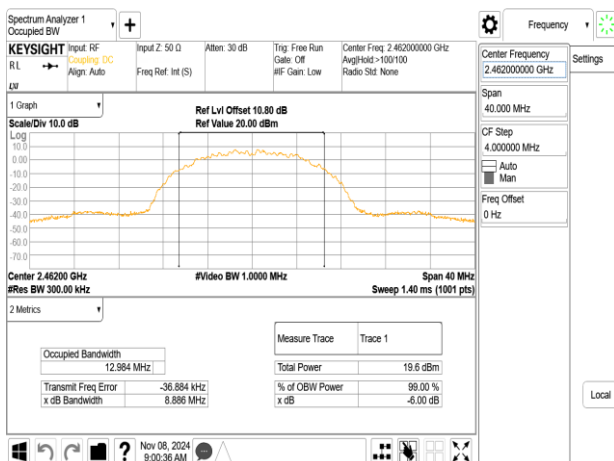 Spectrum Analyzer 1
Occupied BW
Frequency
KEYSIGHT
RL
Input: RF
Coupling: DC
Align: Auto
Input Z: 50 Ω
Freq Ref: Int (S)
Atten: 30 dB
Trig: Free Run
Gate: Off
#IF Gain: Low
Center Freq: 2.462000000 GHz
Avg|Hold:>100/100
Radio Std: None
LXI
Center Frequency
2.462000000 GHz
Settings
Span
40.000 MHz
CF Step
4.000000 MHz
Auto
Man
Freq Offset
0 Hz
Local
1 Graph
Scale/Div 10.0 dB
Ref Lvl Offset 10.80 dB
Ref Value 20.00 dBm
Log
10.0
0.00
-10.0
-20.0
-30.0
-40.0
-50.0
-60.0
-70.0
Center 2.46200 GHz
#Video BW 1.0000 MHz
Span 40 MHz
#Res BW 300.00 kHz
Sweep 1.40 ms (1001 pts)
2 Metrics
Measure Trace Trace 1
Occupied Bandwidth
12.984 MHz
Total Power 19.6 dBm
Transmit Freq Error -36.884 kHz
% of OBW Power 99.00 %
x dB Bandwidth 8.886 MHz
x dB -6.00 dB
Nov 08, 2024
9:00:36 AM